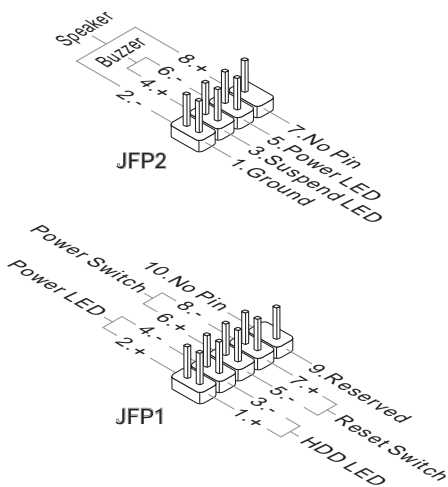 Speaker
Buzzer
8.+
6.-
4.+
2.-
7.No Pin
5.Power LED
3.Suspend LED
1.Ground
JFP2
Power Switch
Power LED
10.No Pin
8.-
6.+
4.-
2.+
9.Reserved
7.+
5.-
Reset Switch
3.-
1.+
HDD LED
JFP1